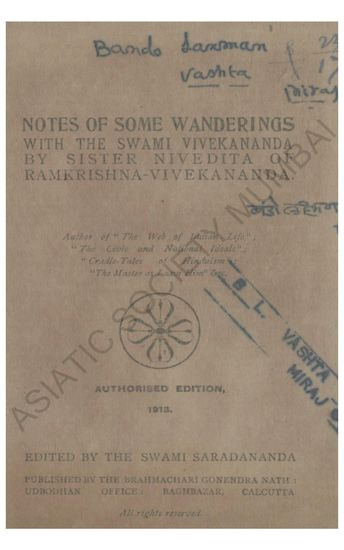 Bando Laxman
Vashta
Miraj
NOTES OF SOME WANDERINGS
WITH THE SWAMI VIVEKANANDA
BY SISTER NIVEDITA OF
RAMKRISHNA-VIVEKANANDA.
Author of "The Web of Indian Life";
"The Civic and National Ideals";
"Cradle-Tales of Hinduism";
"The Master as I saw Him" Etc.
B. L. VASHTA
MIRAJ
AUTHORISED EDITION,
1913.
EDITED BY THE SWAMI SARADANANDA
PUBLISHED BY THE BRAHMACHARI GONENDRA NATH:
UDBODHAN OFFICE: BAGHBAZAR, CALCUTTA
All rights reserved.
ASIATIC SOCIETY MUMBAI